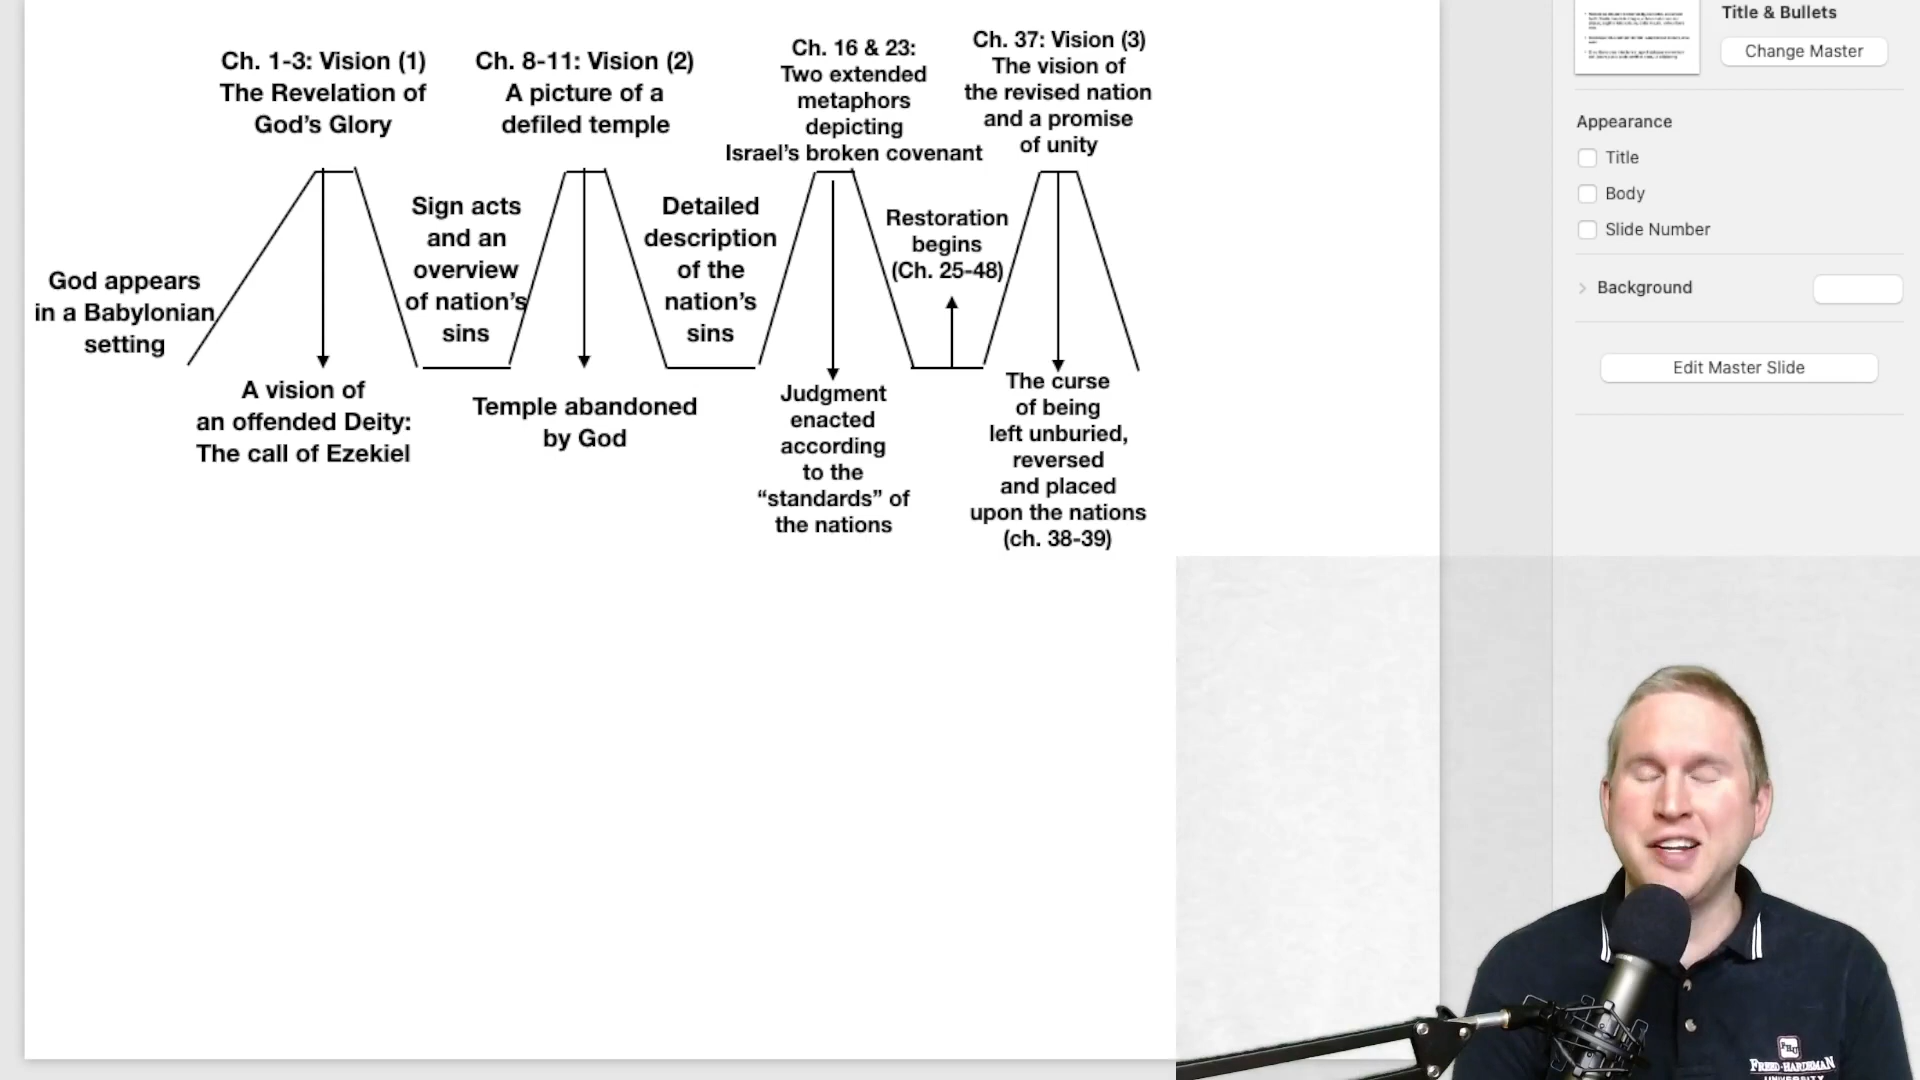 Ch. 1-3: Vision (1)
The Revelation of
God’s Glory
Ch. 8-11: Vision (2)
A picture of a
defiled temple
Ch. 16 & 23:
Two extended
metaphors
depicting
Israel’s broken covenant
Ch. 37: Vision (3)
The vision of
the revised nation
and a promise
of unity
God appears
in a Babylonian
setting
Sign acts
and an
overview
of nation’s
sins
Detailed
description
of the
nation’s
sins
Restoration
begins
(Ch. 25-48)
A vision of
an offended Deity:
The call of Ezekiel
Temple abandoned
by God
Judgment
enacted
according
to the
“standards” of
the nations
The curse
of being
left unburied,
reversed
and placed
upon the nations
(ch. 38-39)
Title & Bullets
Change Master
Appearance
Title
Body
Slide Number
Background
Edit Master Slide
FHU
FREED-HARDEMAN
UNIVERSITY